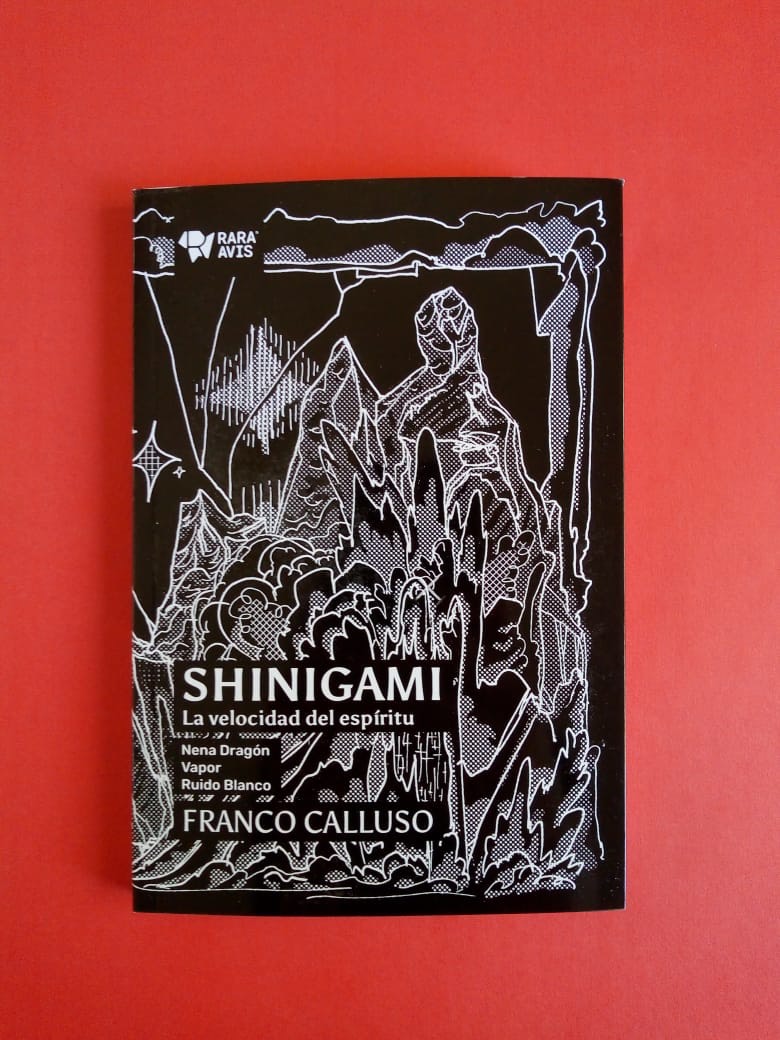 RARA
AVIS
SHINIGAMI
La velocidad del espíritu
Nena Dragón
Vapor
Ruido Blanco
FRANCO CALLUSO